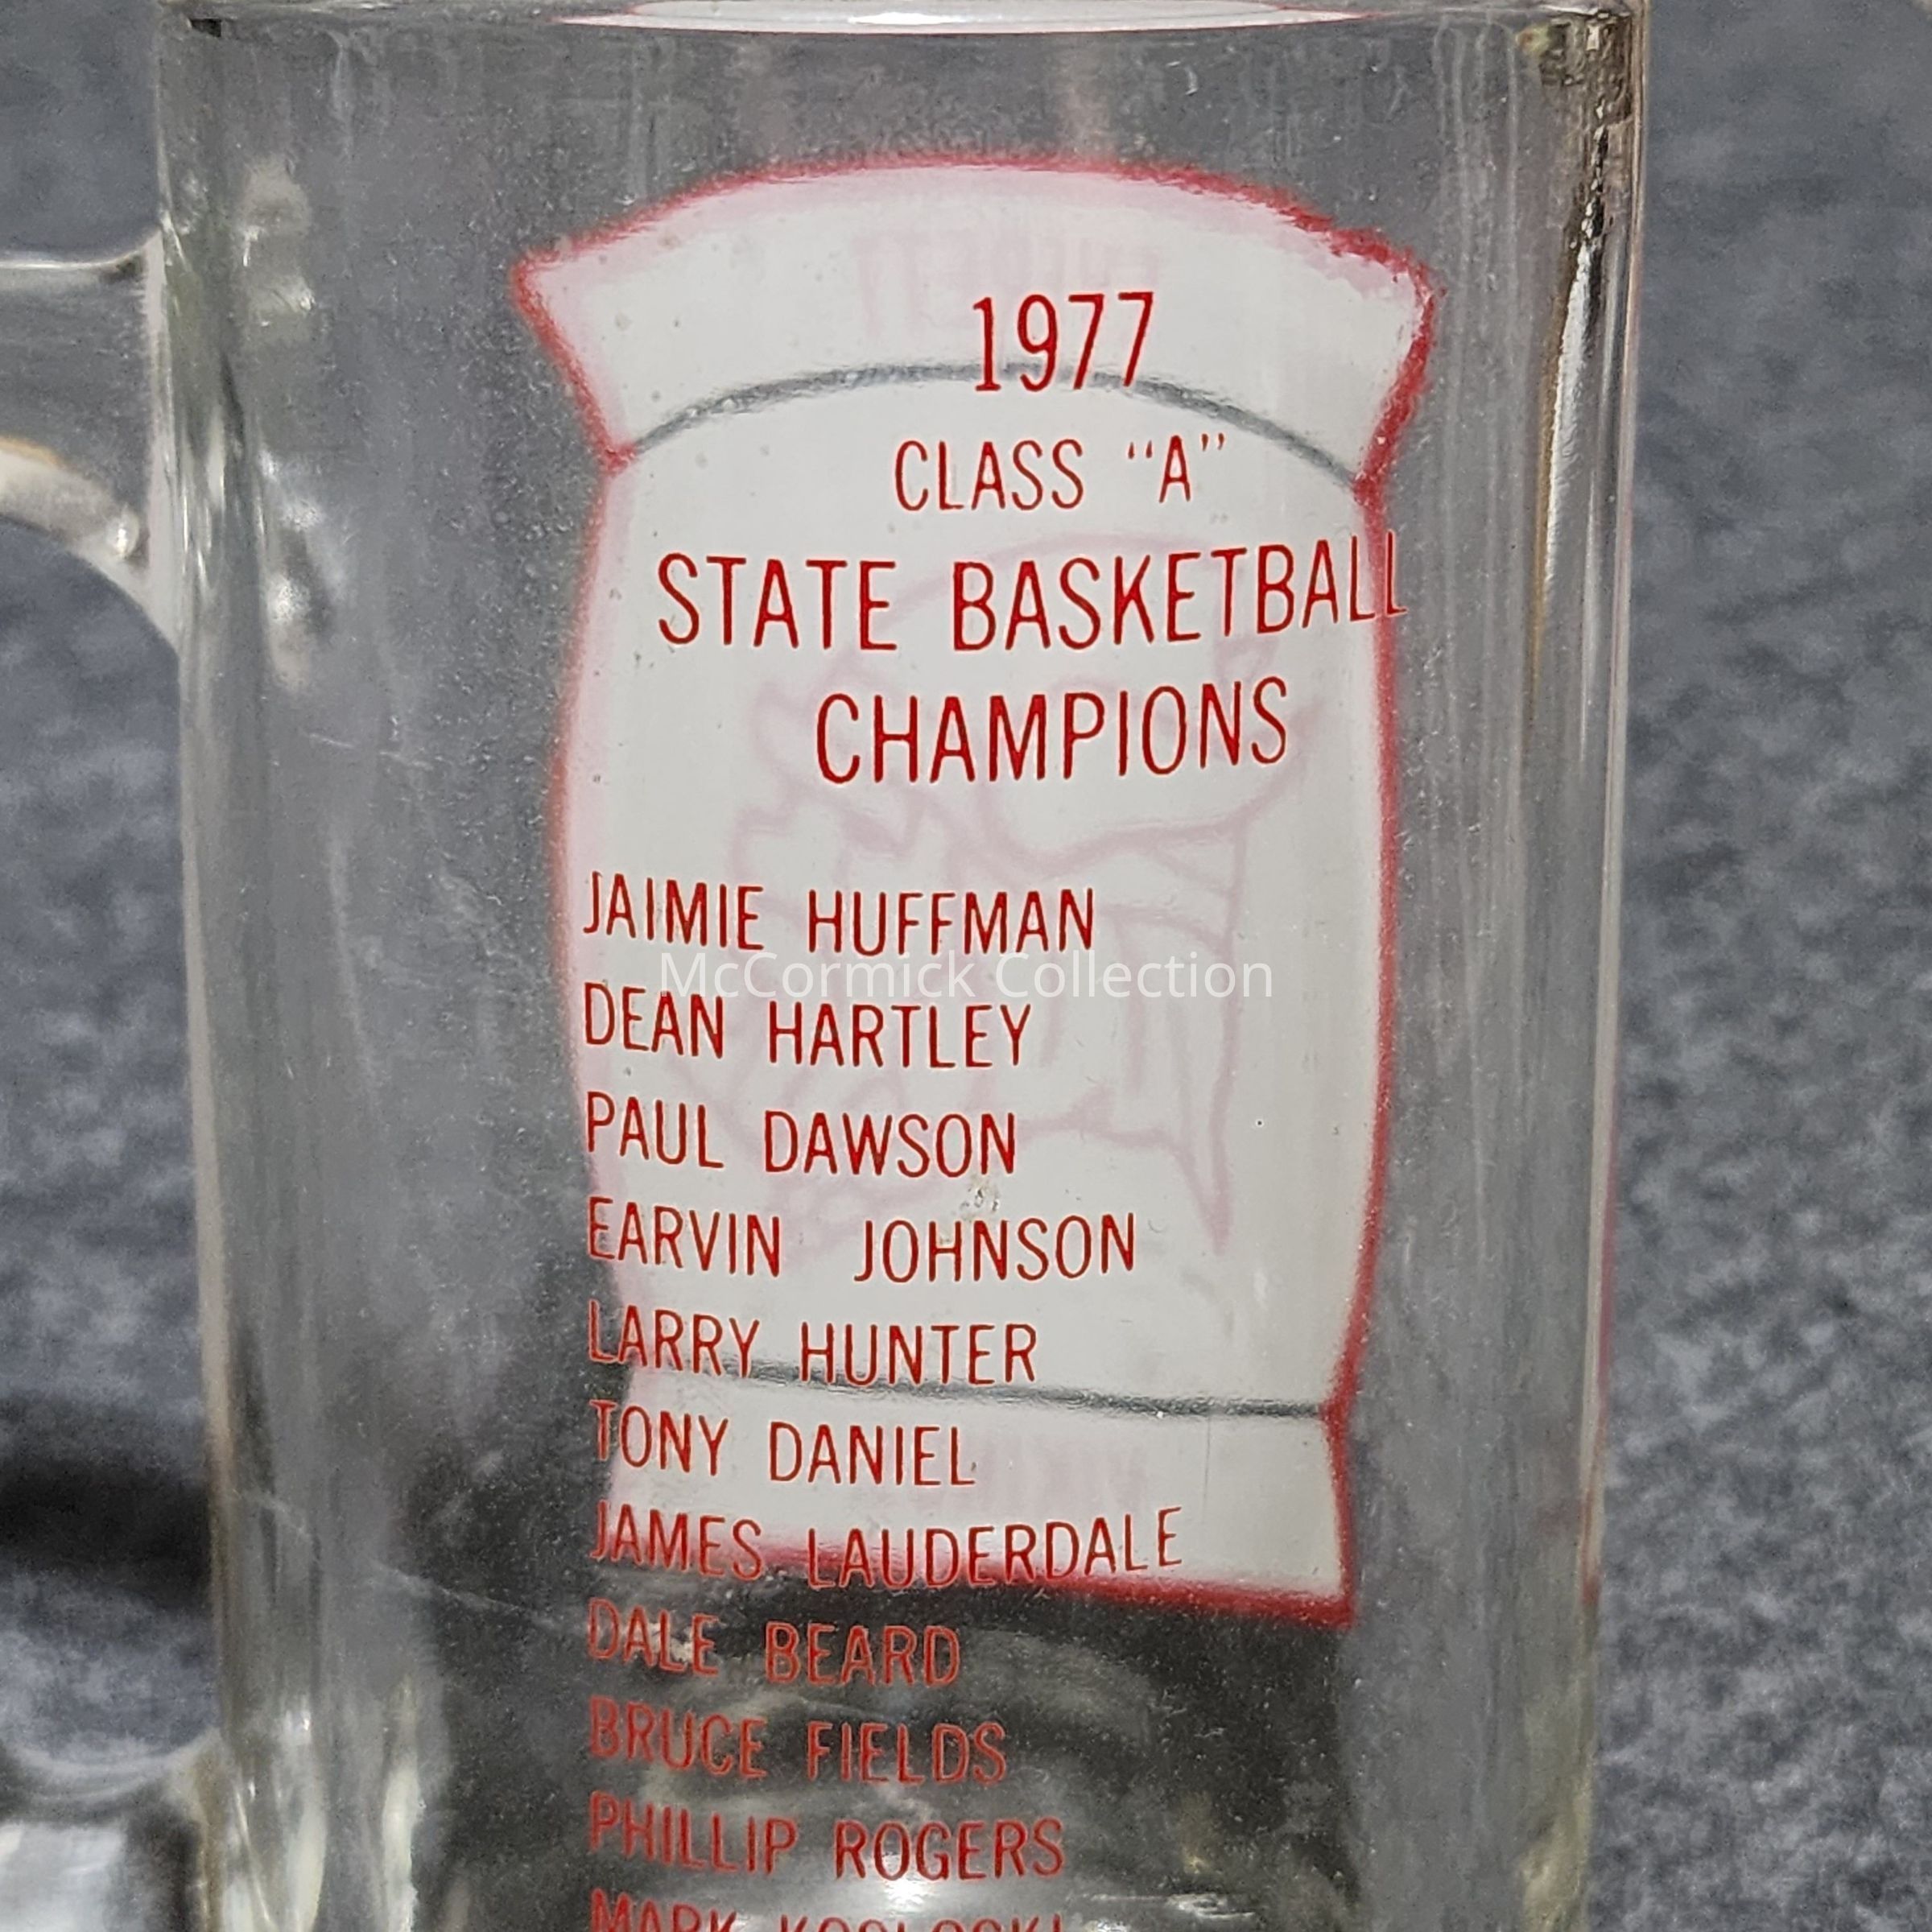 1977
CLASS "A"
STATE BASKETBALL
CHAMPIONS
JAIMIE HUFFMAN
McCormick Collection
DEAN HARTLEY
PAUL DAWSON
EARVIN JOHNSON
LARRY HUNTER
TONY DANIEL
JAMES LAUDERDALE
DALE BEARD
BRUCE FIELDS
PHILLIP ROGERS
MARK